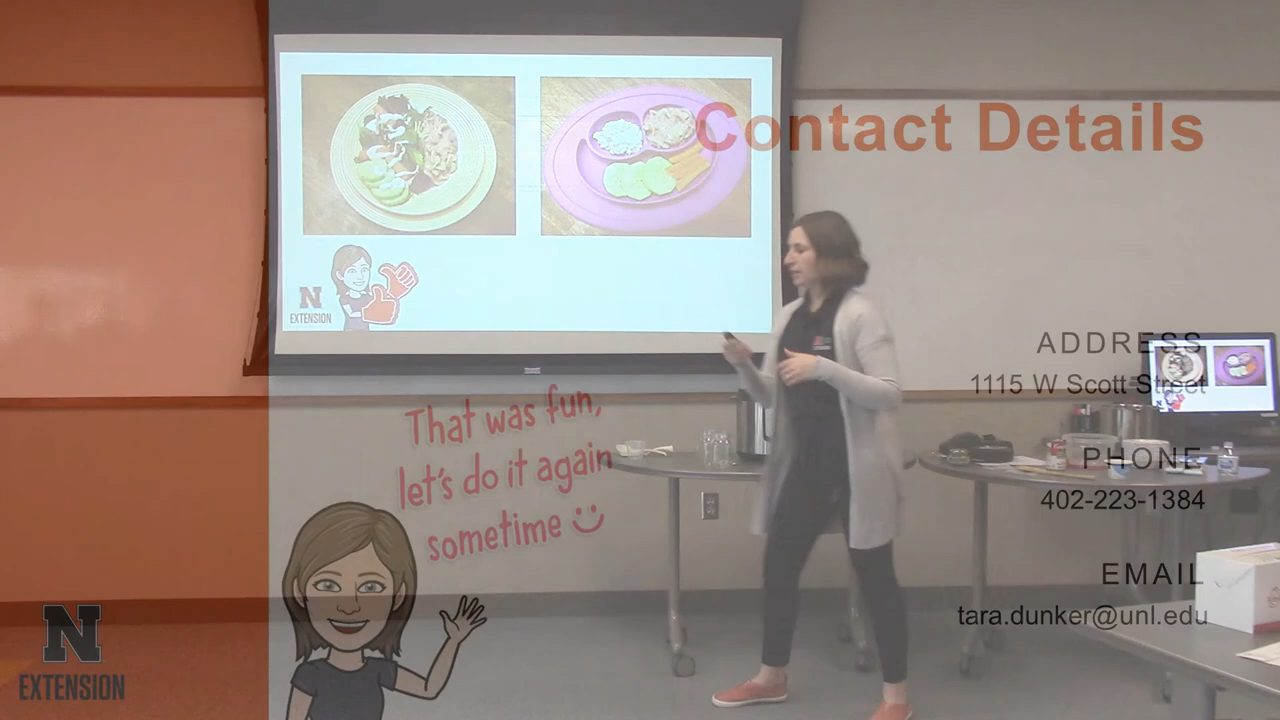 Contact Details
N
EXTENSION
ADDRESS
1115 W Scott Street
That was fun,
let's do it again
sometime
PHONE
402-223-1384
EMAIL
tara.dunker@unl.edu
N
EXTENSION